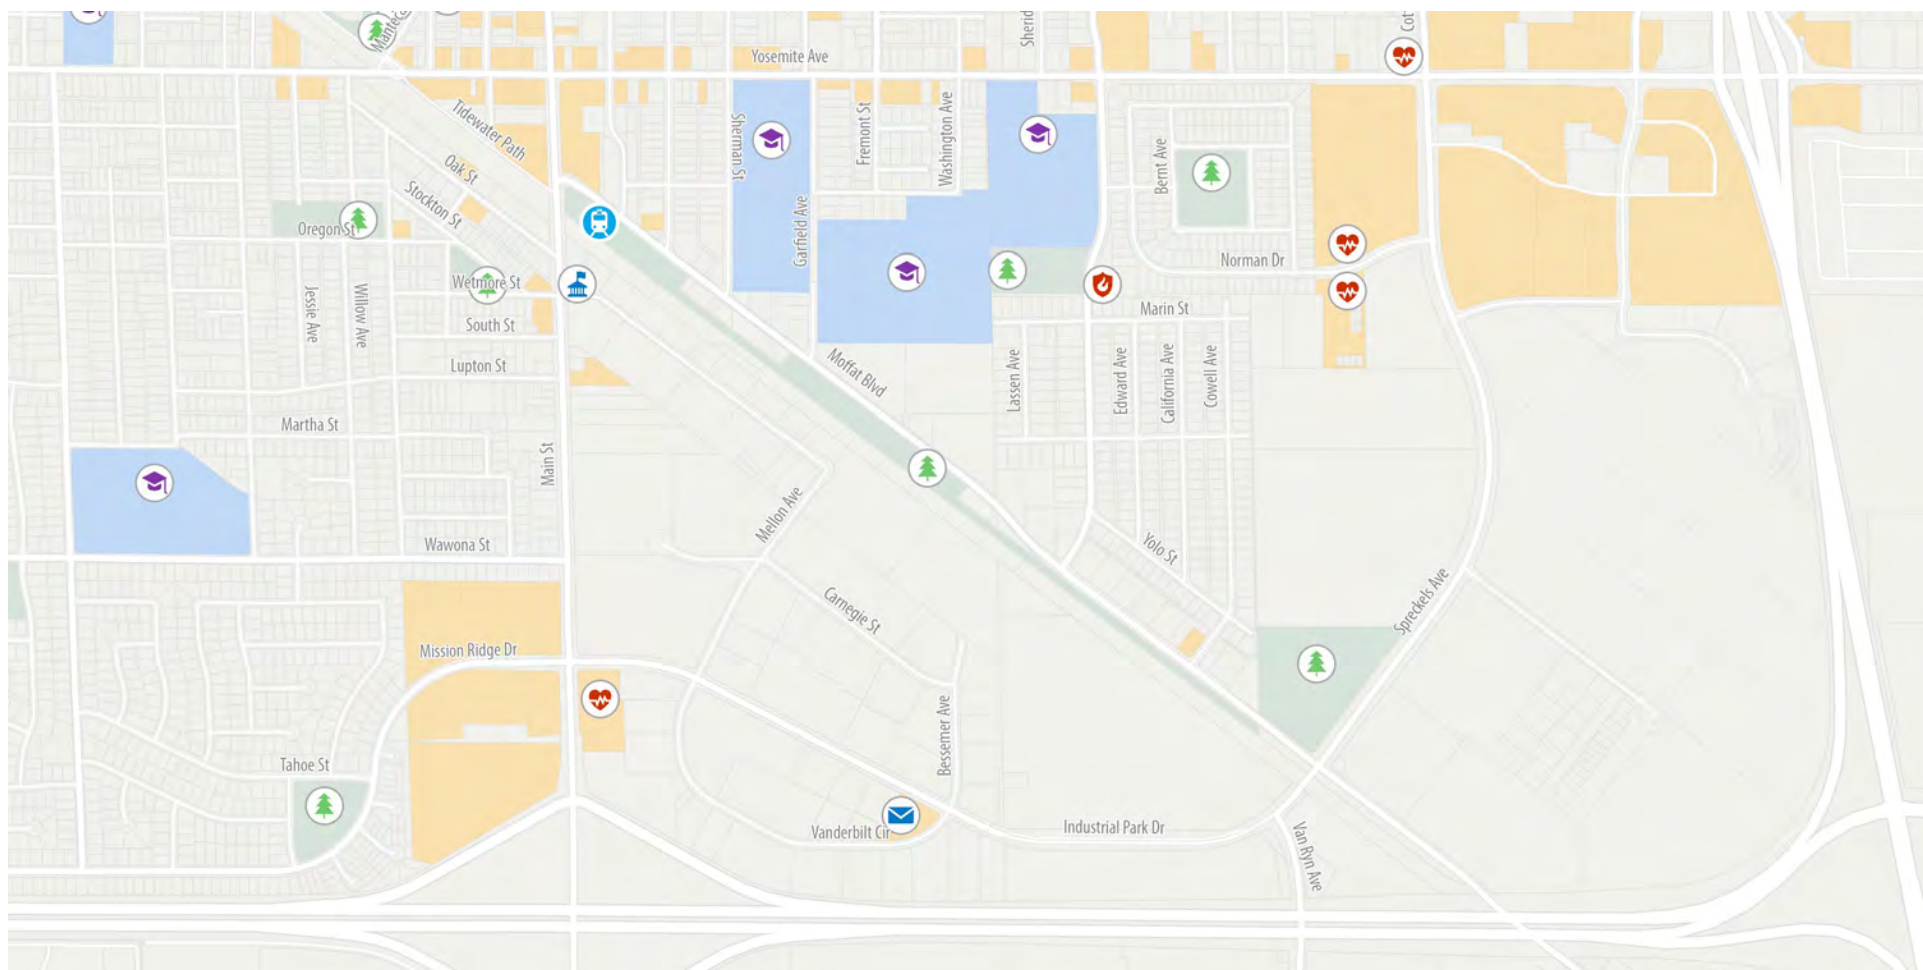 Manteca
Sherid
Cot
Yosemite Ave
Tidewater Path
Oak St
Stockton St
Sherman St
Fremont St
Washington Ave
Bernt Ave
Oregon St
Garfield Ave
Norman Dr
Wetmore St
Jessie Ave
Willow Ave
South St
Marin St
Lupton St
Moffat Blvd
Lassen Ave
Edward Ave
California Ave
Cowell Ave
Martha St
Main St
Mellon Ave
Wawona St
Yolo St
Carnegie St
Spreckels Ave
Mission Ridge Dr
Bessemer Ave
Tahoe St
Vanderbilt Cir
Industrial Park Dr
Van Ryn Ave